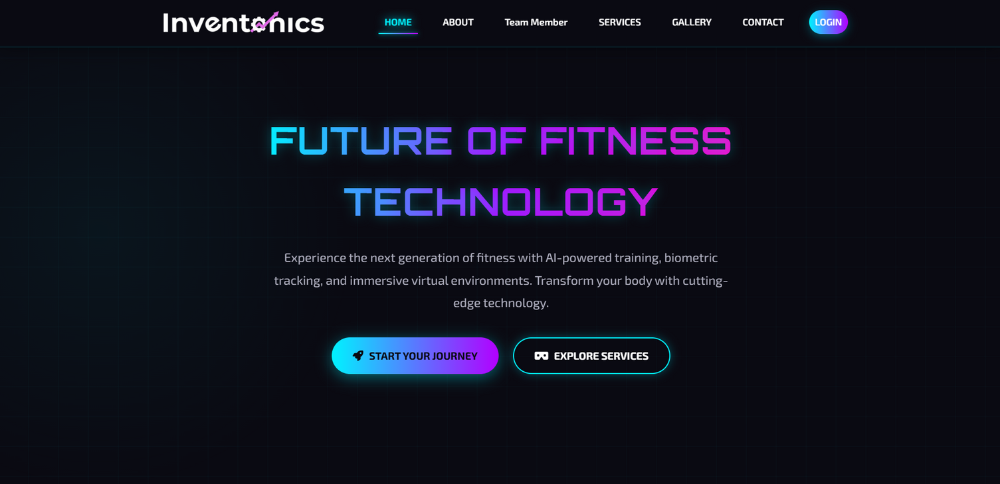 Inventonics
HOME
ABOUT
Team Member
SERVICES
GALLERY
CONTACT
LOGIN
FUTURE OF FITNESS
TECHNOLOGY
Experience the next generation of fitness with AI-powered training, biometric
tracking, and immersive virtual environments. Transform your body with cutting-
edge technology.
START YOUR JOURNEY
EXPLORE SERVICES